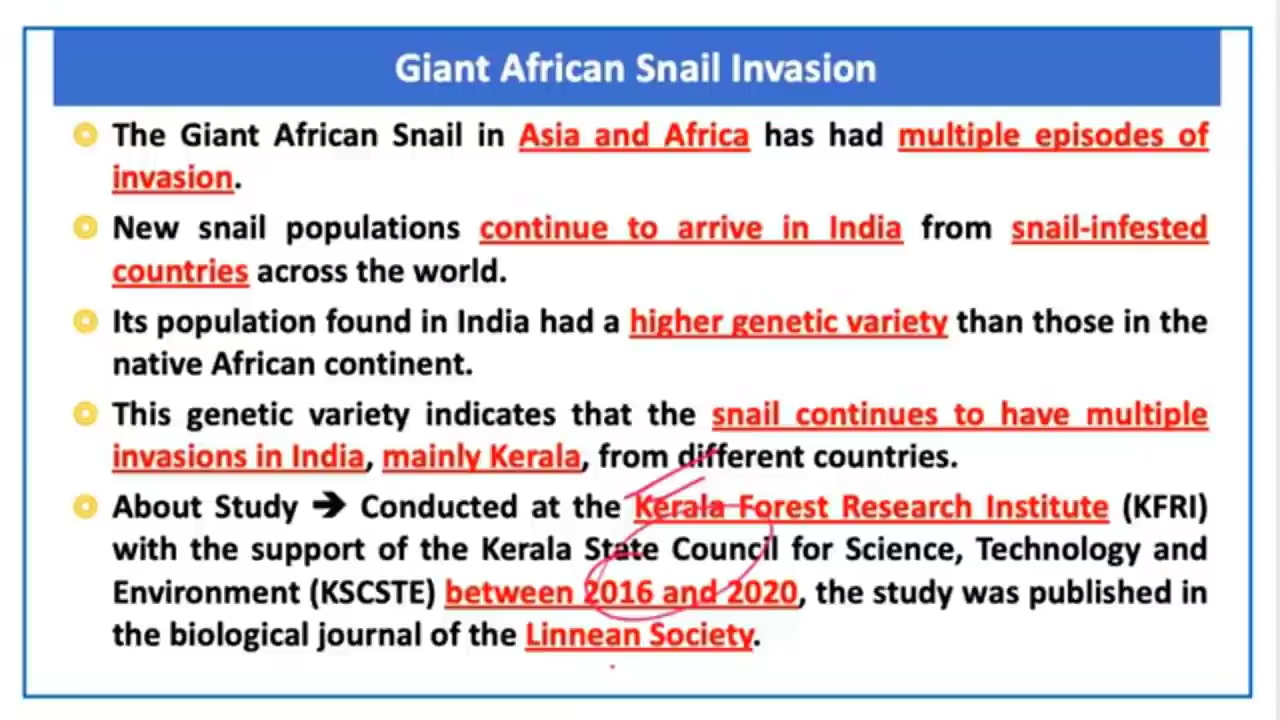 Giant African Snail Invasion
The Giant African Snail in Asia and Africa has had multiple episodes of
invasion.
New snail populations continue to arrive in India from snail-infested
countries across the world.
Its population found in India had a higher genetic variety than those in the
native African continent.
This genetic variety indicates that the snail continues to have multiple
invasions in India, mainly Kerala, from different countries.
About Study ➔ Conducted at the Kerala Forest Research Institute (KFRI)
with the support of the Kerala State Council for Science, Technology and
Environment (KSCSTE) between 2016 and 2020, the study was published in
the biological journal of the Linnean Society.